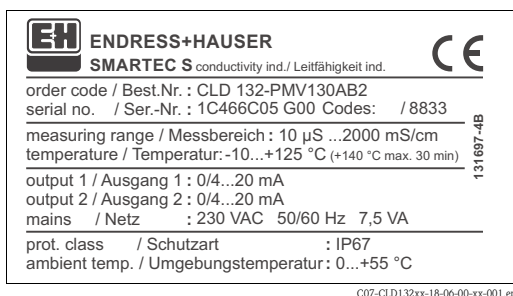 EH ENDRESS+HAUSER
SMARTEC S conductivity ind./ Leitfähigkeit ind.
CE
order code / Best.Nr. : CLD 132-PMV130AB2
serial no. / Ser.-Nr. : 1C466C05 G00 Codes: / 8833
measuring range / Messbereich : 10 µS ...2000 mS/cm
temperature / Temperatur: -10...+125 °C (+140 °C max. 30 min)
131697-4B
output 1 / Ausgang 1 : 0/4...20 mA
output 2 / Ausgang 2 : 0/4...20 mA
mains / Netz : 230 VAC 50/60 Hz 7,5 VA
prot. class / Schutzart : IP67
ambient temp. / Umgebungstemperatur : 0...+55 °C
C07-CLD132xx-18-06-00-xx-001.en